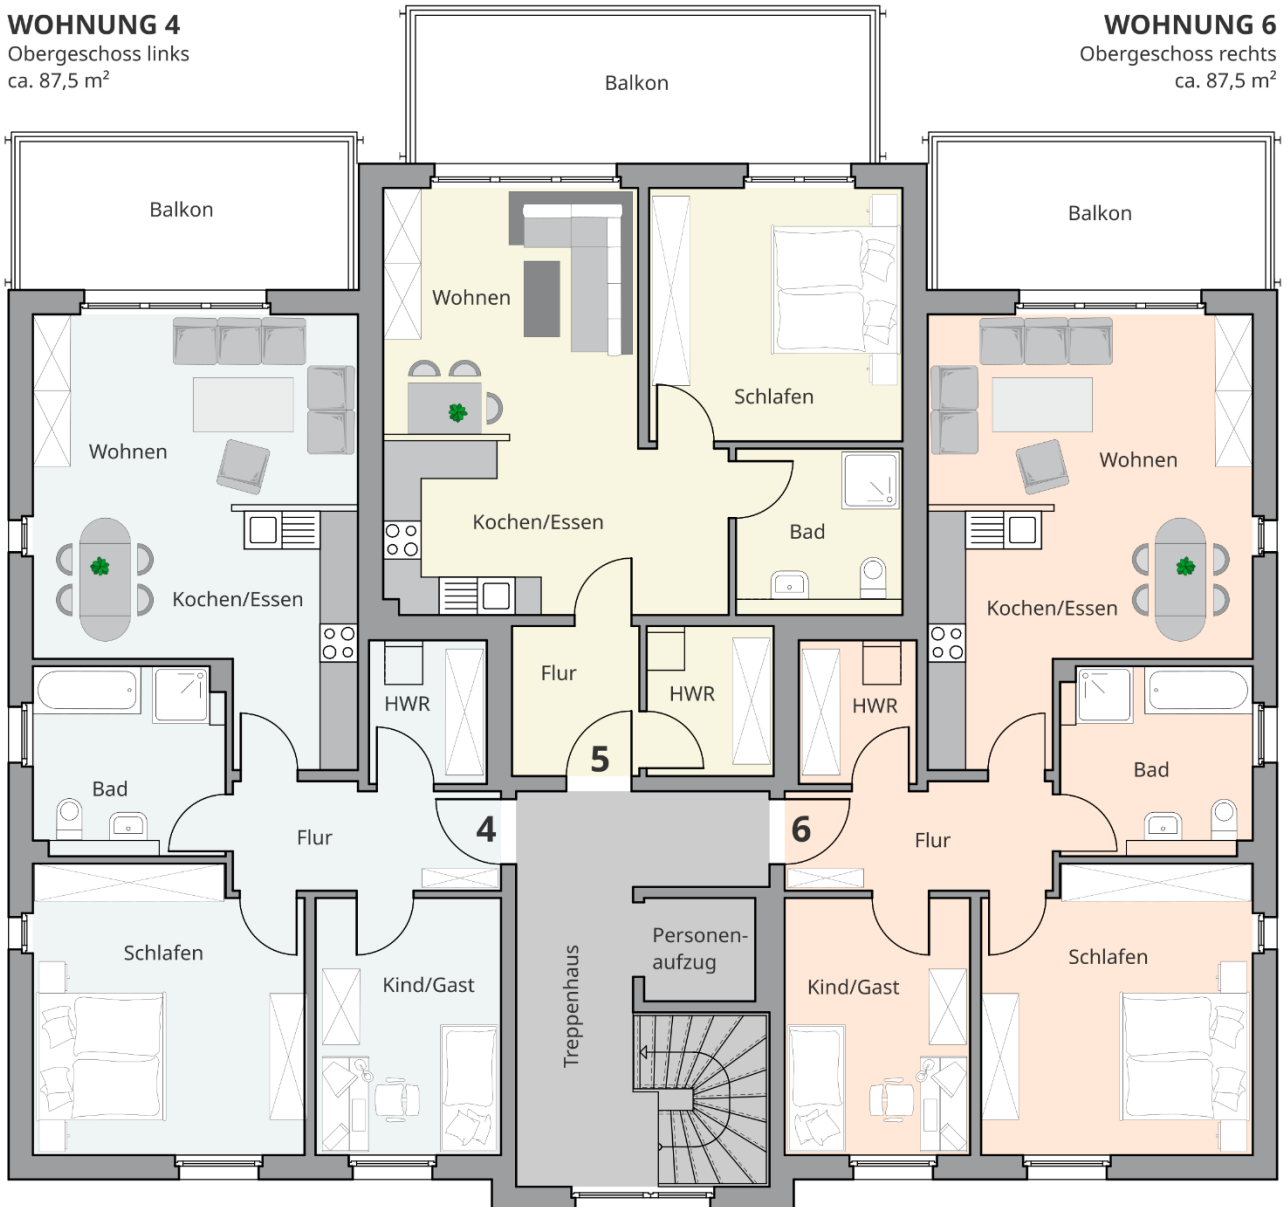 WOHNUNG 4
Obergeschoss links
ca. 87,5 m²
WOHNUNG 6
Obergeschoss rechts
ca. 87,5 m²
Balkon
Balkon
Balkon
Wohnen
Schlafen
Wohnen
Wohnen
Kochen/Essen
Bad
Kochen/Essen
Kochen/Essen
Flur
HWR
HWR
HWR
Bad
5
Bad
Flur
4
6
Flur
Schlafen
Kind/Gast
Treppenhaus
Personen-
aufzug
Kind/Gast
Schlafen